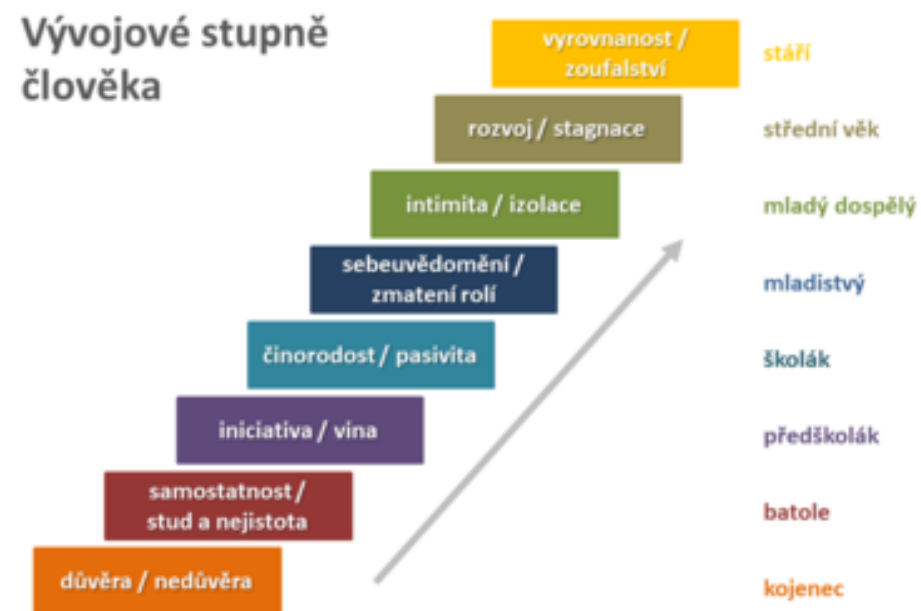 Vývojové stupně
člověka
vyrovnanost /
zoufalství
stáří
rozvoj / stagnace
střední věk
intimita / izolace
mladý dospělý
sebeuvědomění /
zmatení rolí
mladistvý
činorodost / pasivita
školák
iniciativa / vina
předškolák
samostatnost /
stud a nejistota
batole
důvěra / nedůvěra
kojenec